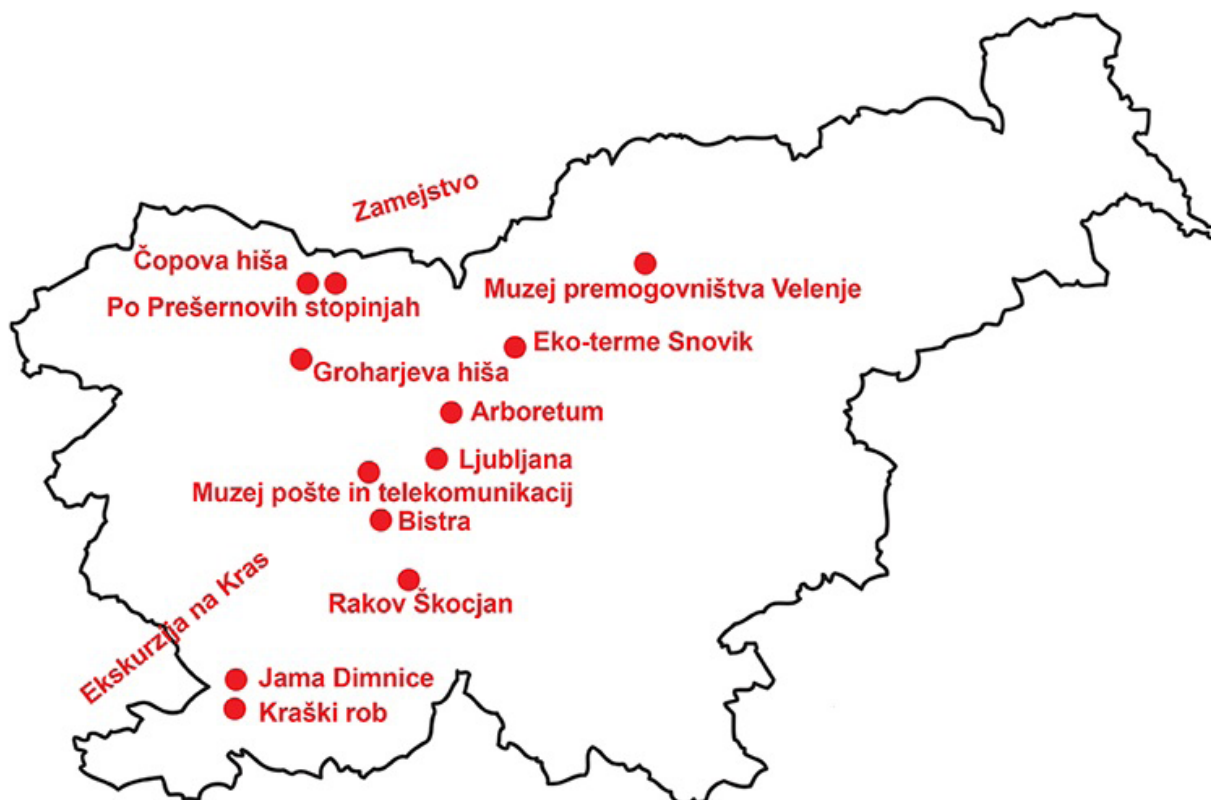 Zamejstvo
Čopova hiša
Po Prešernovih stopinjah
Muzej premogovništva Velenje
Eko-terme Snovik
Groharjeva hiša
Arboretum
Ljubljana
Muzej pošte in telekomunikacij
Bistra
Ekskurzija na Kras
Rakov Škocjan
Jama Dimnice
Kraški rob